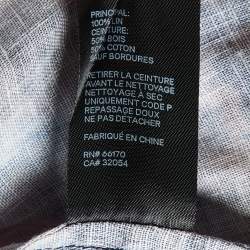 PRINCIPAL:
100% LIN
CEINTURE:
50% BOIS
50% COTON
SAUF BORDURES
RETIRER LA CEINTURE
AVANT LE NETTOYAGE
NETTOYAGE À SEC
UNIQUEMENT CODE P
REPASSAGE DOUX
NE PAS DETACHER
FABRIQUÉ EN CHINE
RN# 66170
CA# 32054